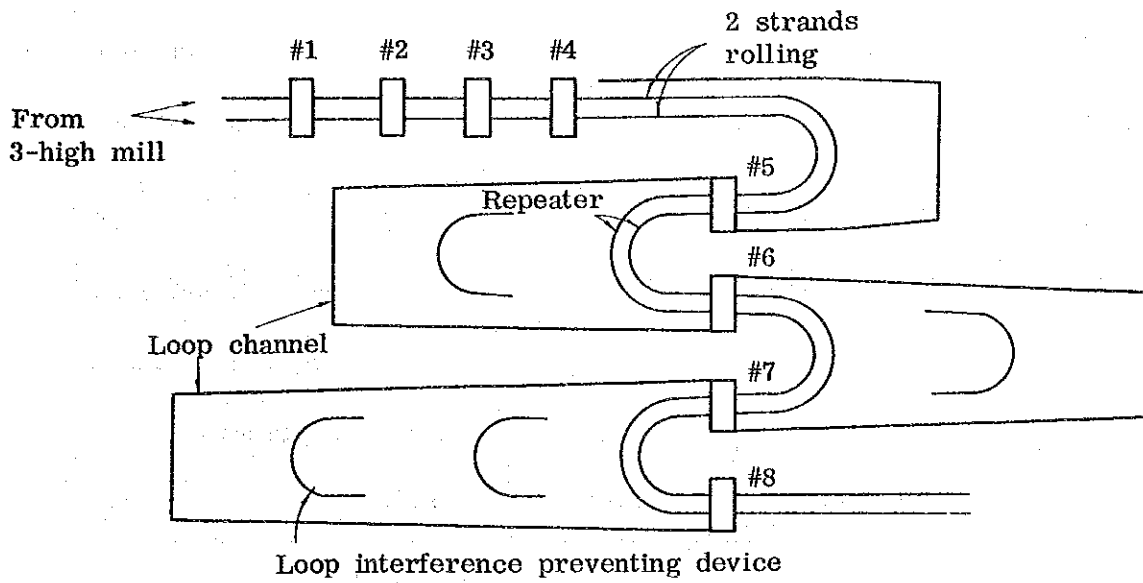 2 strands
rolling
#1 #2 #3 #4
From
3-high mill
#5
Repeater
#6
Loop channel
#7
#8
Loop interference preventing device